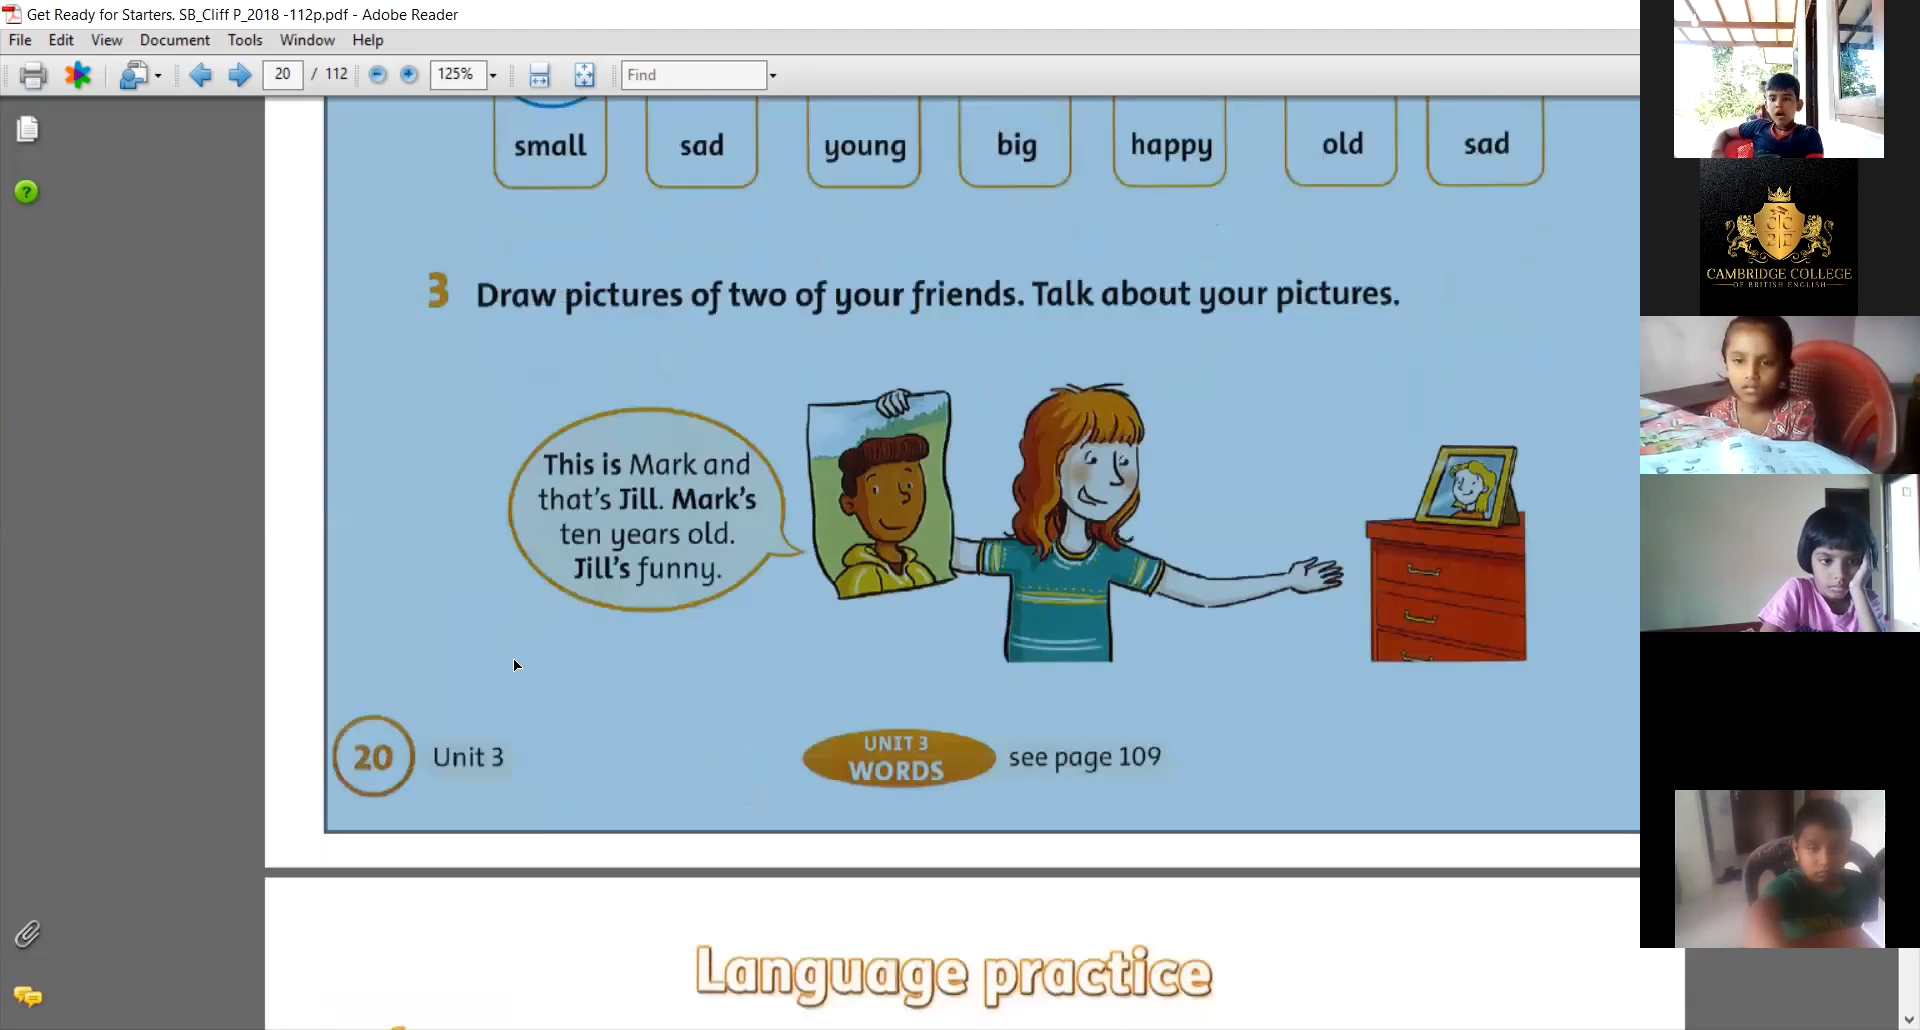 Get Ready for Starters. SB_Cliff P_2018 -112p.pdf - Adobe Reader
File Edit View Document Tools Window Help
20 / 112 125% Find
small sad young big happy old sad
3 Draw pictures of two of your friends. Talk about your pictures.
This is Mark and
that's Jill. Mark's
ten years old.
Jill's funny.
20 Unit 3
UNIT 3
WORDS
see page 109
Language practice
CAMBRIDGE COLLEGE
OF BRITISH ENGLISH